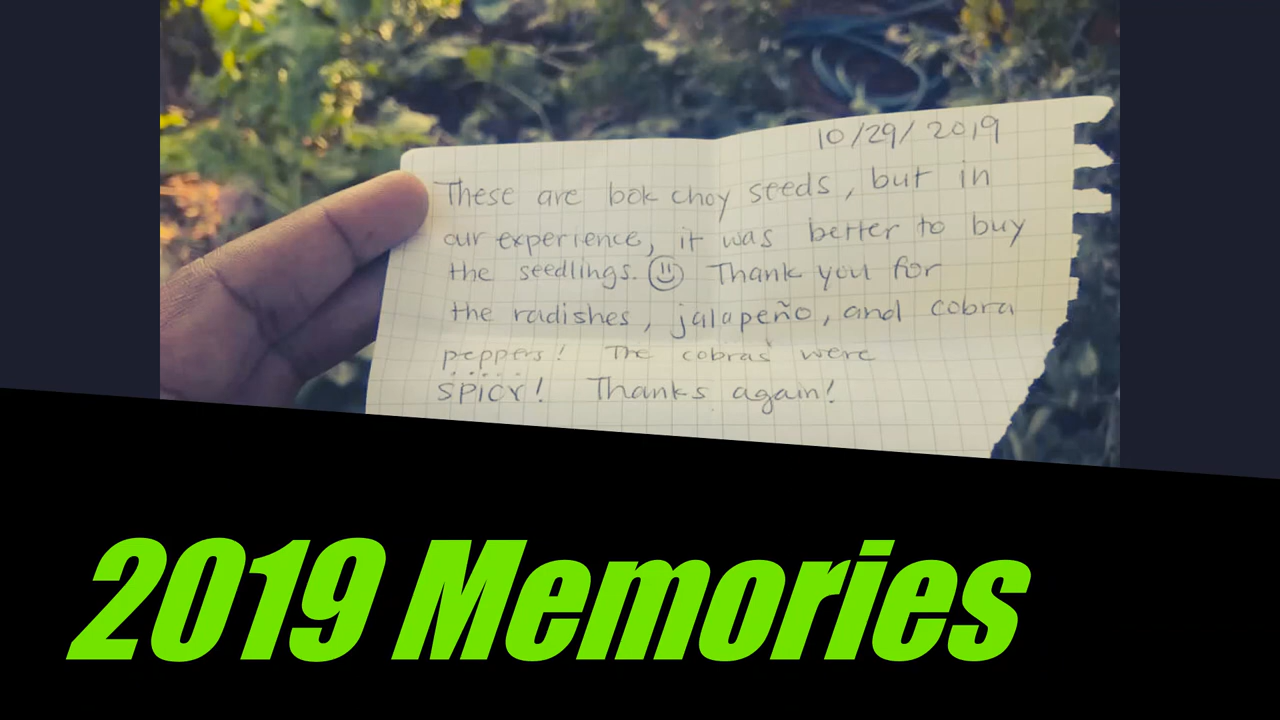 10/29/2019
These are bok choy seeds, but in
our experience, it was better to buy
the seedlings. Thank you for
the radishes, jalapeño, and cobra
peppers! The cobras were
SPICY! Thanks again!
2019 Memories